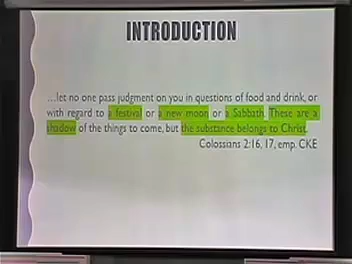 INTRODUCTION
...let no one pass judgment on you in questions of food and drink, or
with regard to a festival or a new moon or a Sabbath. These are a
shadow of the things to come, but the substance belongs to Christ.
Colossians 2:16, 17, emp. CKE